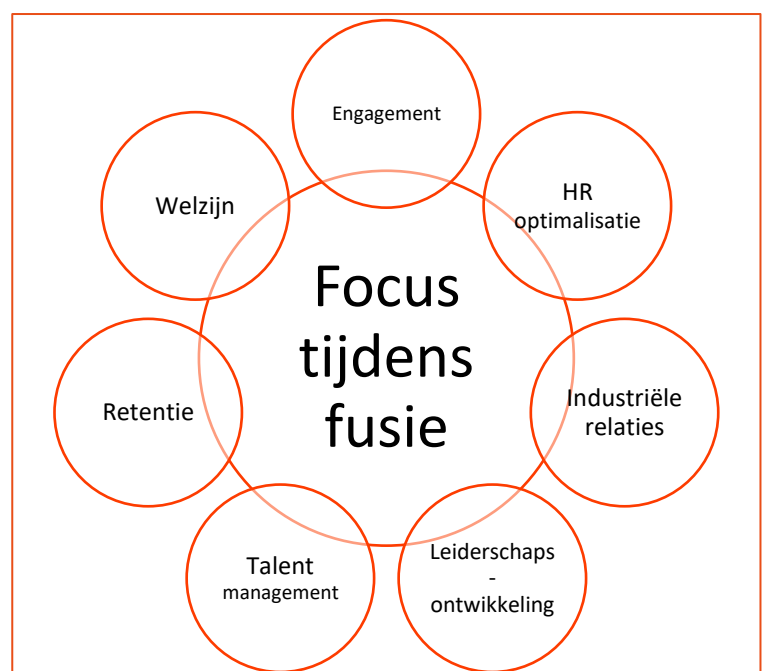 Engagement
HR
optimalisatie
Industriële
relaties
Leiderschaps
-
ontwikkeling
Talent
management
Retentie
Welzijn
Focus
tijdens
fusie